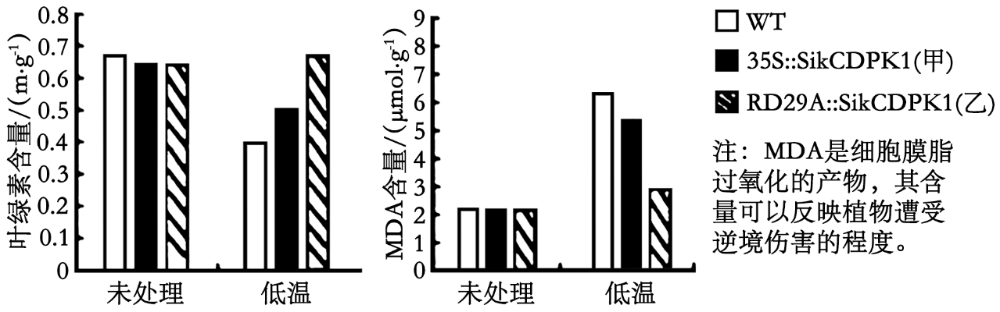 叶绿素含量/(m·g⁻¹)
0.8
0.7
0.6
0.5
0.4
0.3
0.2
0.1
0
未处理
低温
MDA含量/(μmol·g⁻¹)
9
8
7
6
5
4
3
2
1
0
未处理
低温
WT
35S::SikCDPK1(甲)
RD29A::SikCDPK1(乙)
注：MDA是细胞膜脂
过氧化的产物，其含
量可以反映植物遭受
逆境伤害的程度。